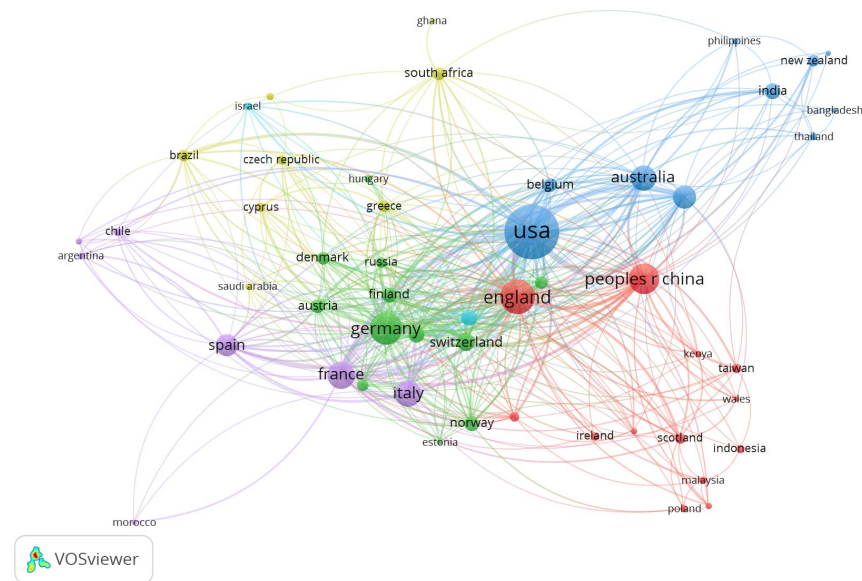 ghana
philippines
new zealand
south africa
india
israel
bangladesh
thailand
brazil
czech republic
hungary
belgium
australia
cyprus
greece
usa
chile
argentina
denmark
russia
saudi arabia
peoples r china
austria
finland
england
germany
switzerland
spain
kenya
taiwan
france
italy
wales
norway
ireland
scotland
estonia
indonesia
malaysia
poland
morocco
VOSviewer